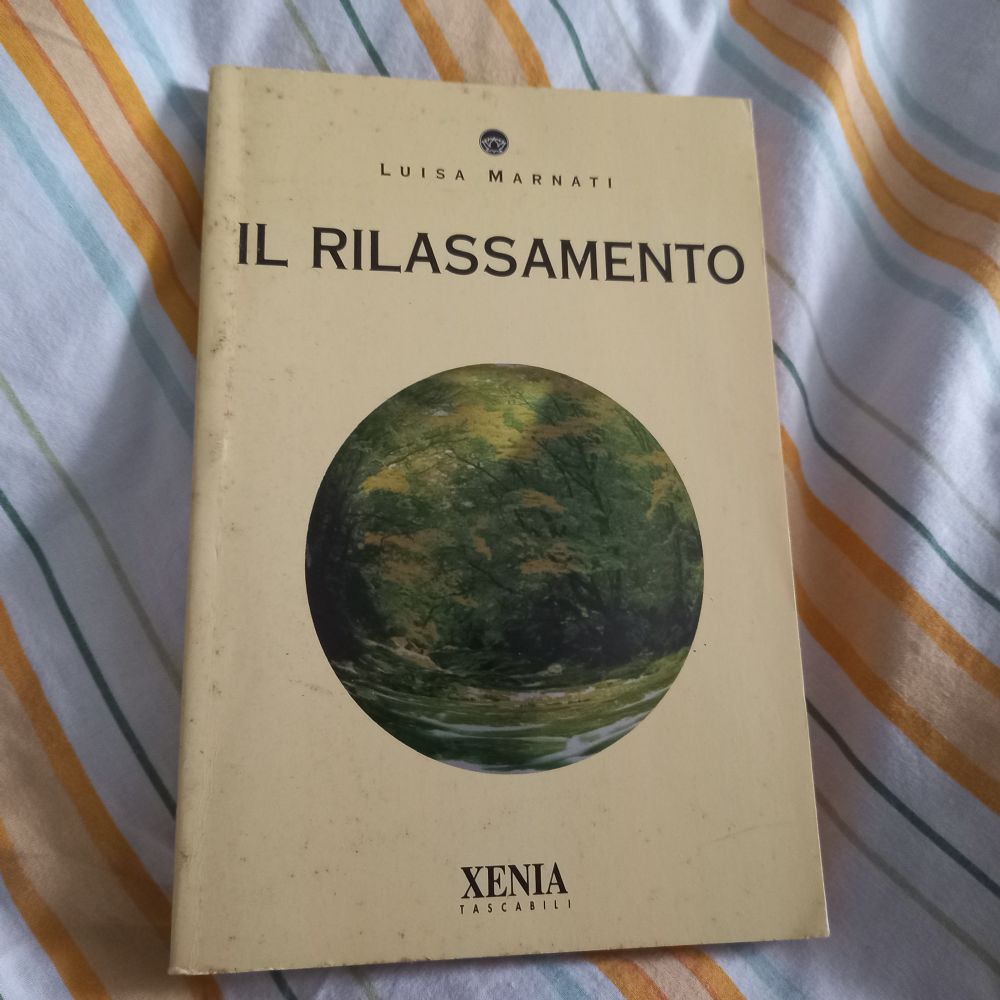 LUISA MARNATI
IL RILASSAMENTO
XENIA
TASCABILI